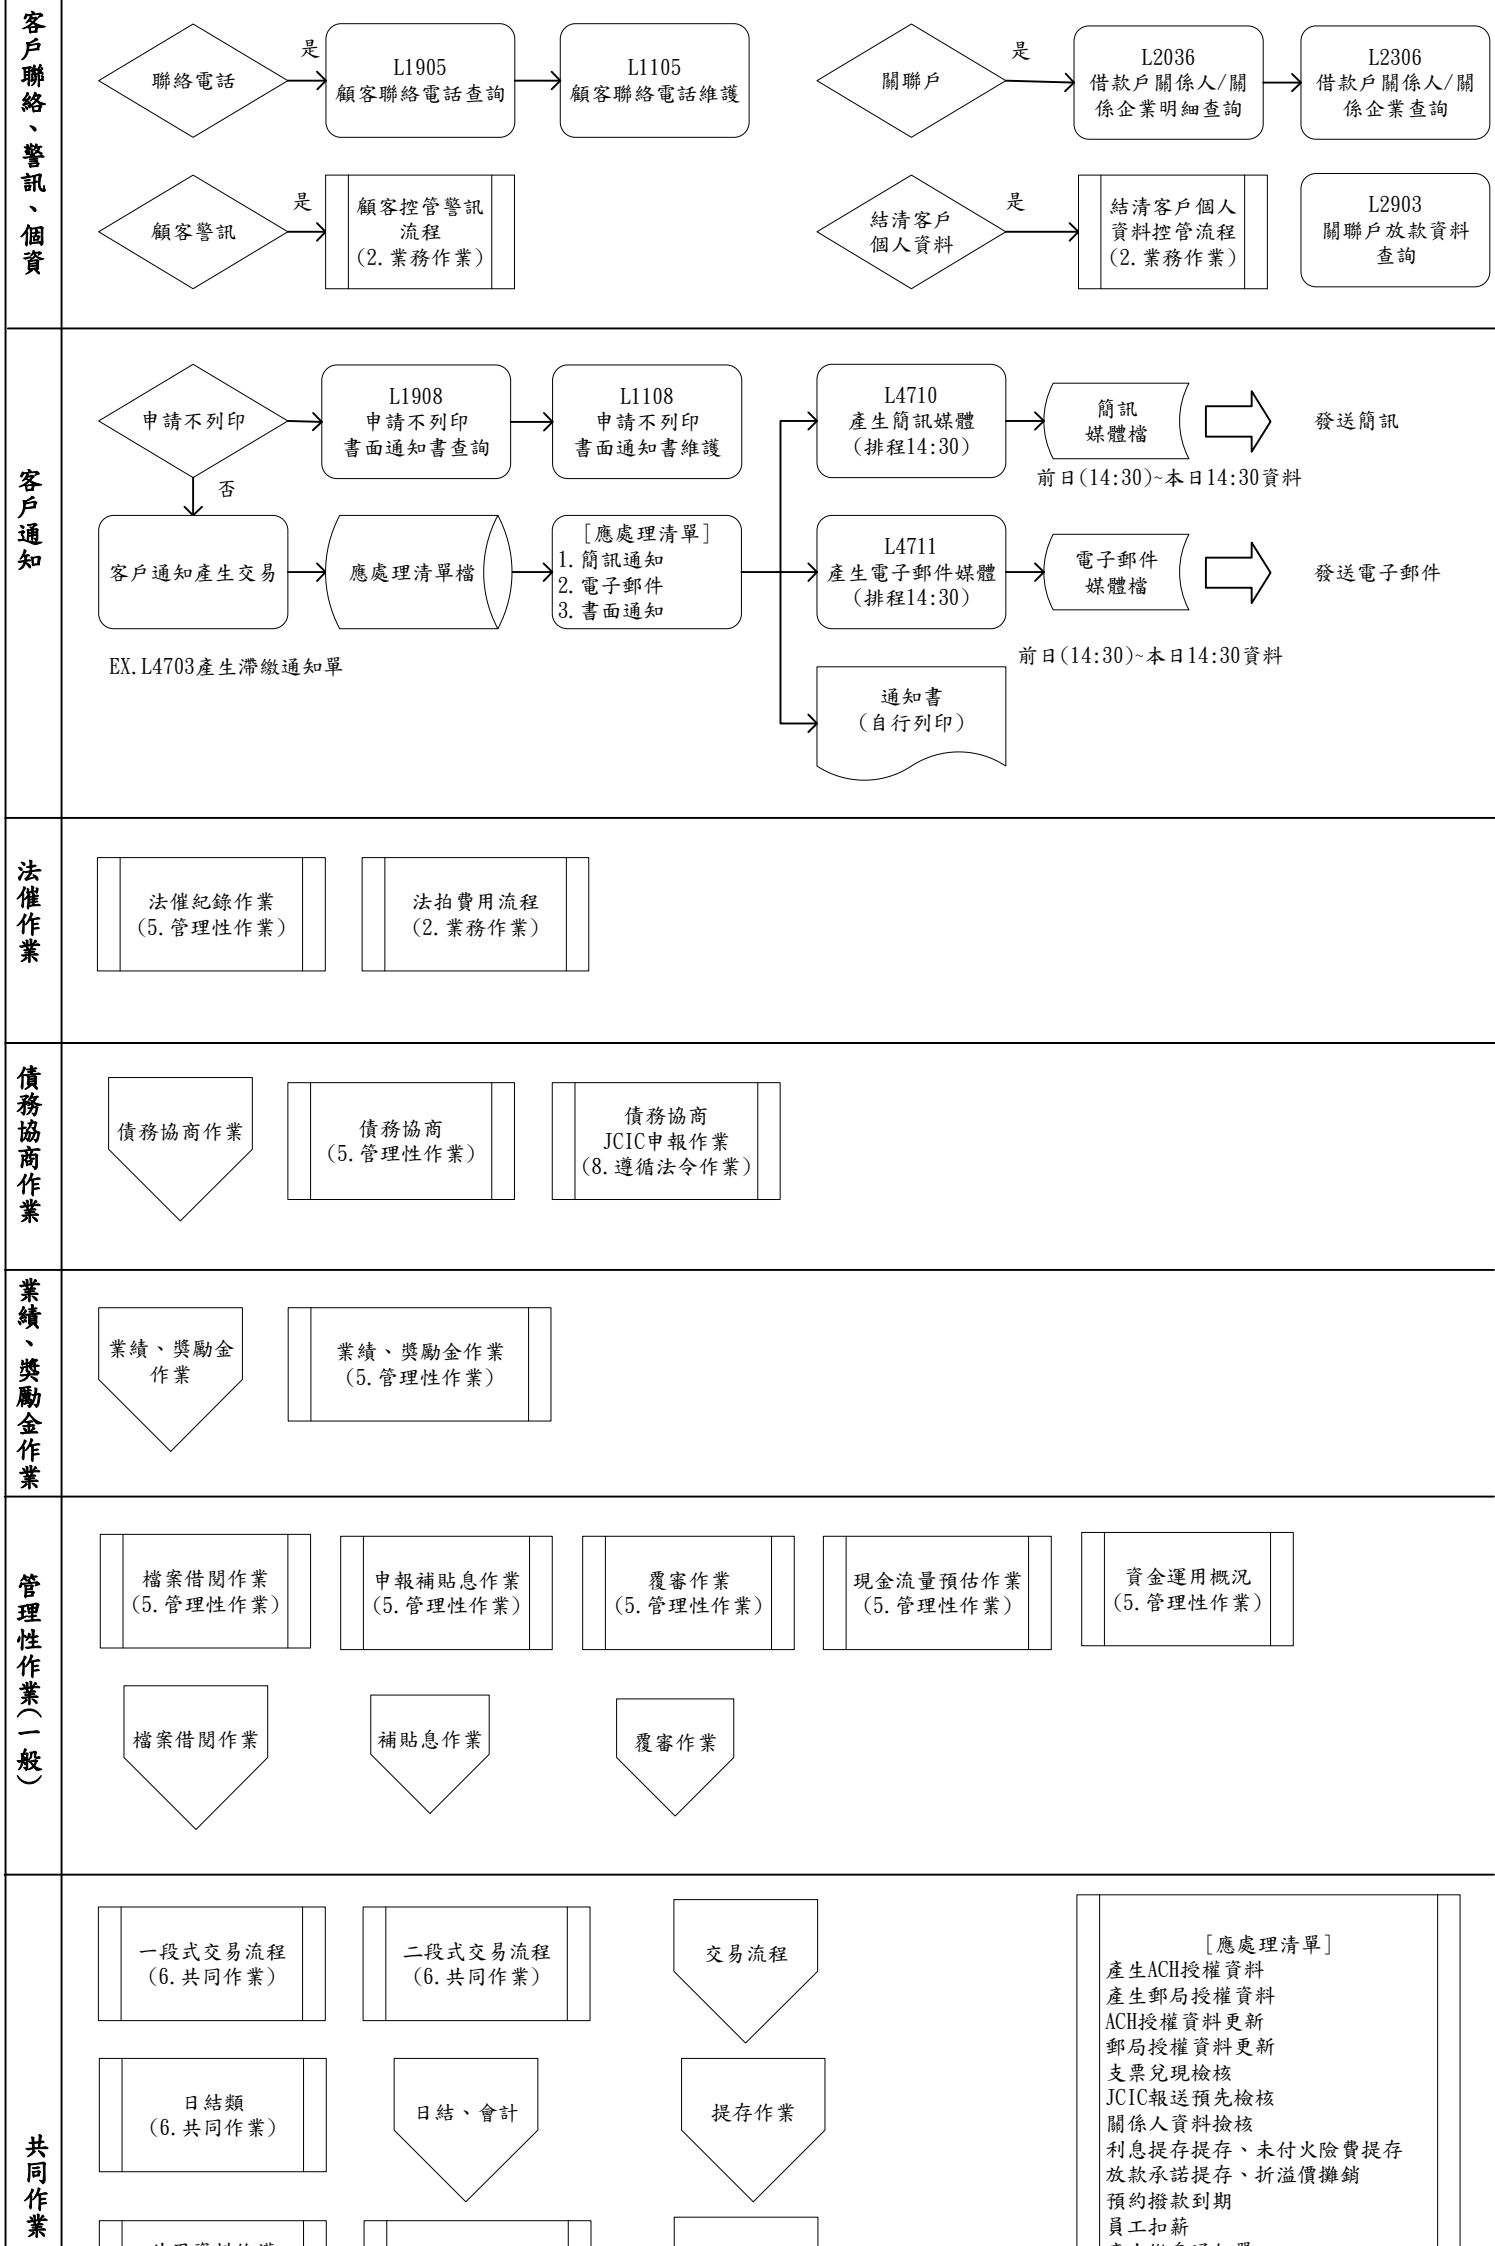 客戶聯絡、警訊、個資
聯絡電話
是
L1905
顧客聯絡電話查詢
L1105
顧客聯絡電話維護
關聯戶
是
L2036
借款戶關係人/關
係企業明細查詢
L2306
借款戶關係人/關
係企業查詢
顧客警訊
是
顧客控管警訊
流程
(2.業務作業)
結清客戶
個人資料
是
結清客戶個人
資料控管流程
(2.業務作業)
L2903
關聯戶放款資料
查詢
客戶通知
申請不列印
L1908
申請不列印
書面通知書查詢
L1108
申請不列印
書面通知書維護
L4710
產生簡訊媒體
(排程14:30)
簡訊
媒體檔
發送簡訊
前日(14:30)~本日14:30資料
否
客戶通知產生交易
應處理清單檔
[應處理清單]
1.簡訊通知
2.電子郵件
3.書面通知
L4711
產生電子郵件媒體
(排程14:30)
電子郵件
媒體檔
發送電子郵件
EX.L4703產生滯繳通知單
前日(14:30)~本日14:30資料
通知書
(自行列印)
法催作業
法催紀錄作業
(5.管理性作業)
法拍費用流程
(2.業務作業)
債務協商作業
債務協商作業
債務協商
(5.管理性作業)
債務協商
JCIC申報作業
(8.遵循法令作業)
業績、獎勵金作業
業績、獎勵金
作業
業績、獎勵金作業
(5.管理性作業)
管理性作業(一般)
檔案借閱作業
(5.管理性作業)
申報補貼息作業
(5.管理性作業)
覆審作業
(5.管理性作業)
現金流量預估作業
(5.管理性作業)
資金運用概況
(5.管理性作業)
檔案借閱作業
補貼息作業
覆審作業
共同作業
一段式交易流程
(6.共同作業)
二段式交易流程
(6.共同作業)
交易流程
日結類
(6.共同作業)
日結、會計
提存作業
[應處理清單]
產生ACH授權資料
產生郵局授權資料
ACH授權資料更新
郵局授權資料更新
支票兌現檢核
JCIC報送預先檢核
關係人資料撿核
利息提存提存、未付火險費提存
放款承諾提存、折溢價攤銷
預約撥款到期
員工扣薪